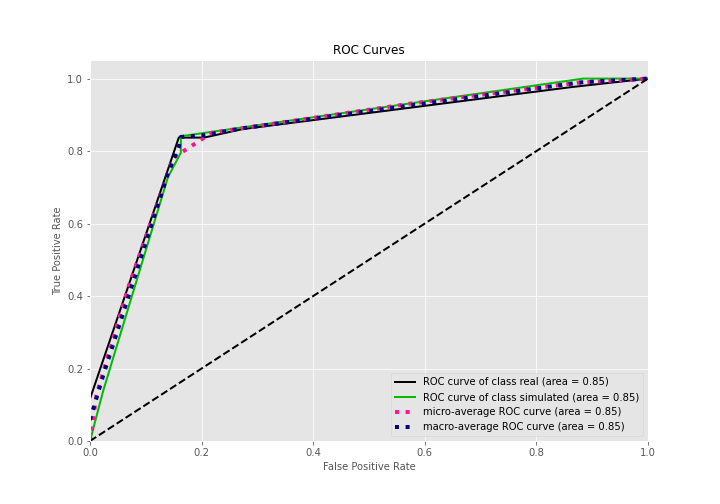 ROC Curves
True Positive Rate
1.0
0.8
0.6
0.4
0.2
0.0
0.0 0.2 0.4 0.6 0.8 1.0
False Positive Rate
ROC curve of class real (area = 0.85)
ROC curve of class simulated (area = 0.85)
micro-average ROC curve (area = 0.85)
macro-average ROC curve (area = 0.85)